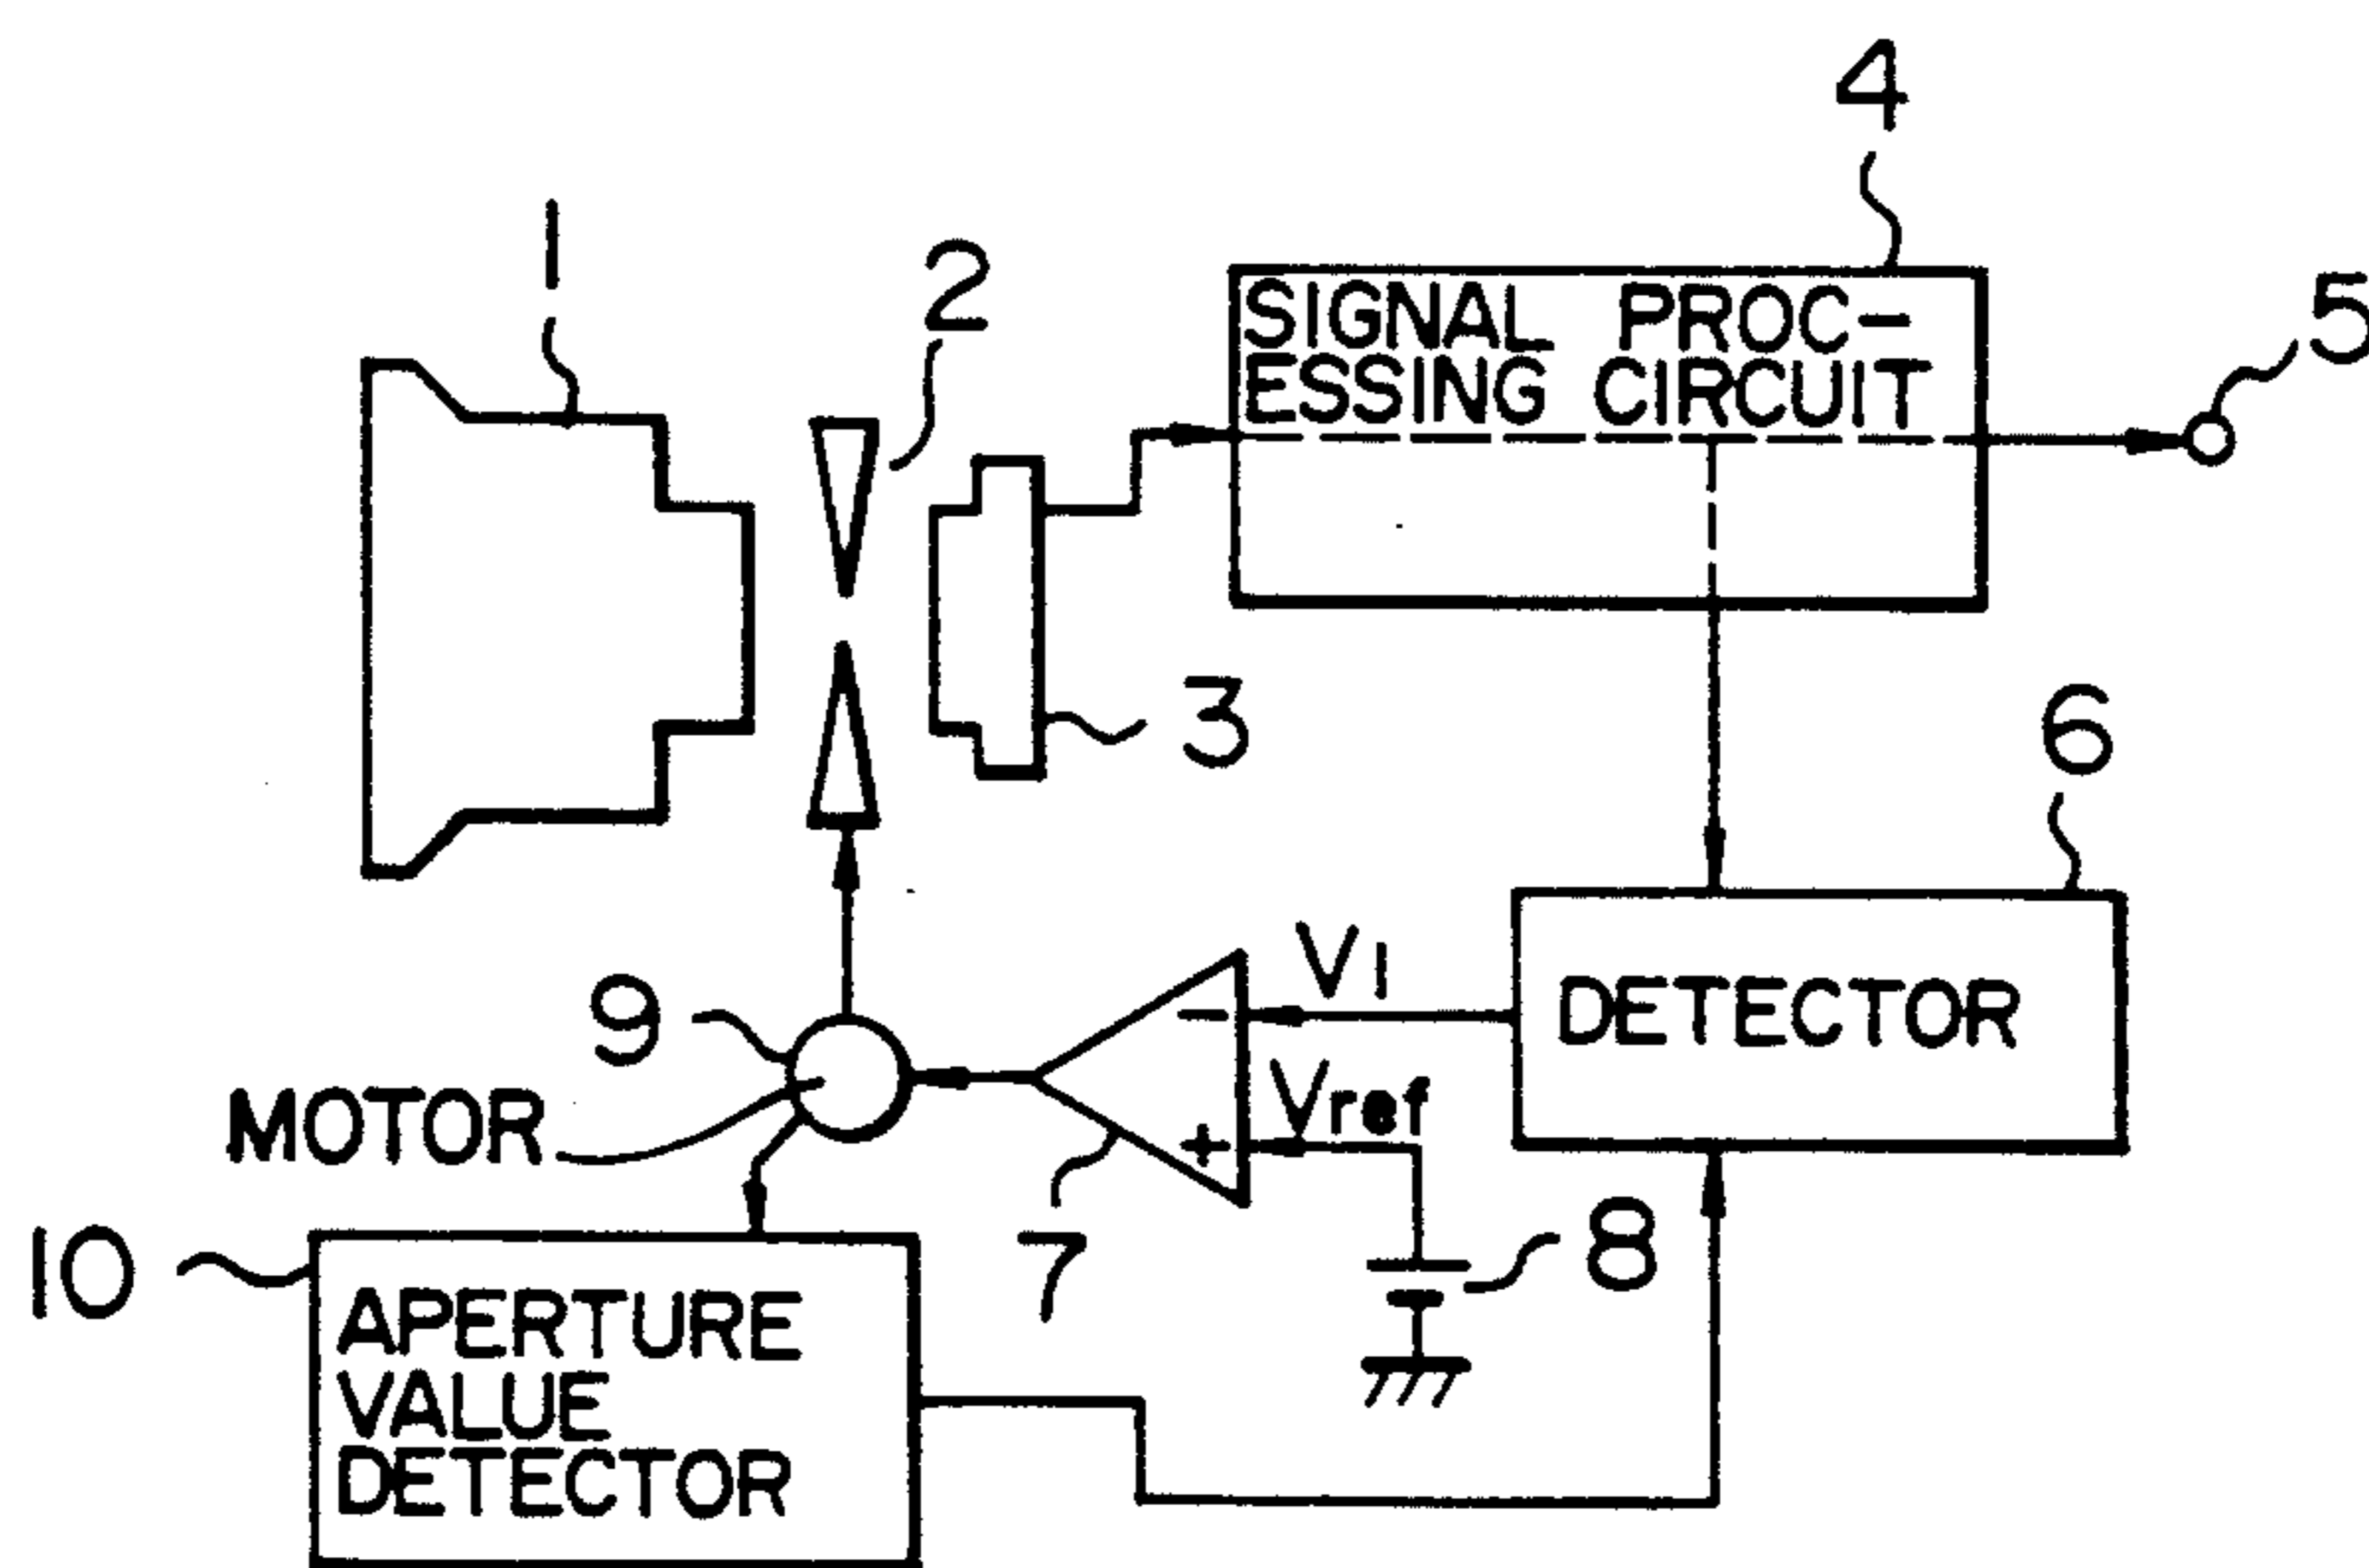 4
1
2
SIGNAL PROC-
ESSING CIRCUIT
5
3
6
V1
DETECTOR
9
-
MOTOR
Vref
+
7
8
10
APERTURE
VALUE
DETECTOR